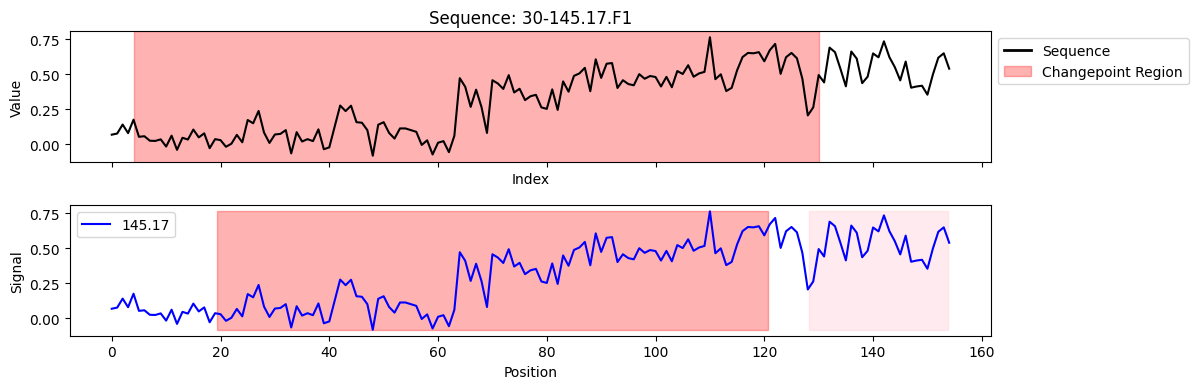 Sequence: 30-145.17.F1
Value
0.75
0.50
0.25
0.00
Index
Sequence
Changepoint Region
Signal
0.75
0.50
0.25
0.00
145.17
0
20
40
60
80
100
120
140
160
Position